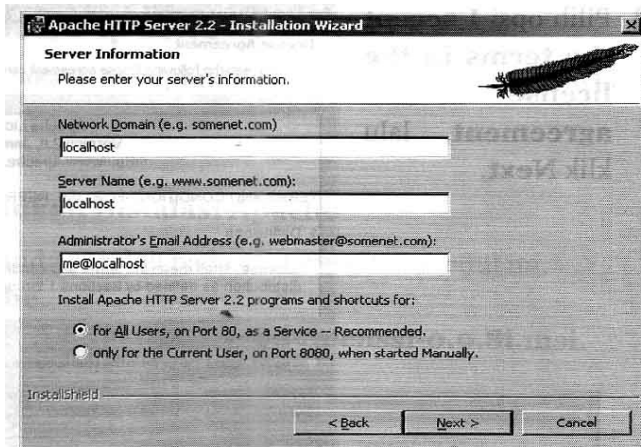 Apache HTTP Server 2.2 - Installation Wizard
Server Information
Please enter your server's information.
Network Domain (e.g. somenet.com)
localhost
Server Name (e.g. www.somenet.com):
localhost
Administrator's Email Address (e.g. webmaster@somenet.com):
me@localhost
Install Apache HTTP Server 2.2 programs and shortcuts for:
for All Users, on Port 80, as a Service -- Recommended.
only for the Current User, on Port 8080, when started Manually.
InstallShield
< Back Next > Cancel